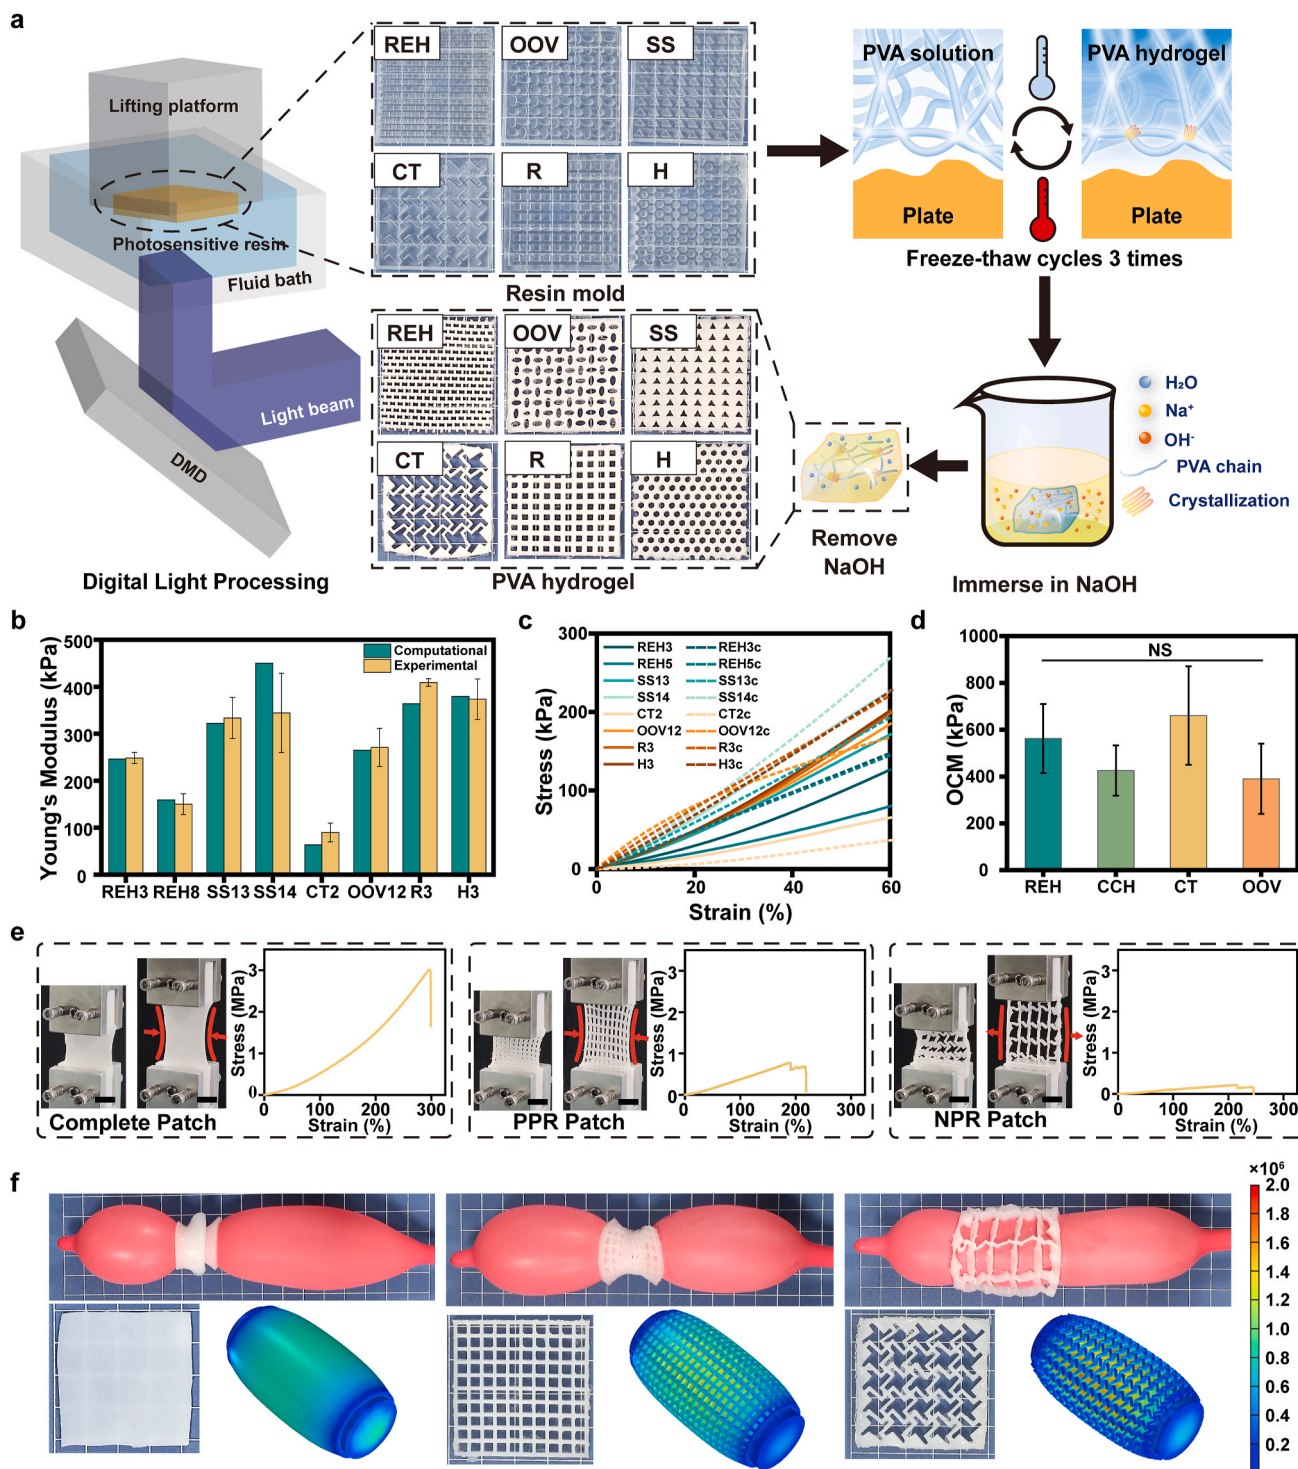 a
Lifting platform
Photosensitive resin
Fluid bath
Light beam
DMD
Digital Light Processing
REH
OOV
SS
CT
R
H
Resin mold
REH
OOV
SS
CT
R
H
PVA hydrogel
PVA solution
PVA hydrogel
Plate
Plate
Freeze-thaw cycles 3 times
H₂O
Na⁺
OH⁻
PVA chain
Crystallization
Immerse in NaOH
Remove
NaOH
b
Young's Modulus (kPa)
500
400
300
200
100
0
Computational
Experimental
REH3 REH8 SS13 SS14 CT2 OOV12 R3 H3
c
Stress (kPa)
300
200
100
0
REH3 REH3c
REH5 REH5c
SS13 SS13c
SS14 SS14c
CT2 CT2c
OOV12 OOV12c
R3 R3c
H3 H3c
0 20 40 60
Strain (%)
d
OCM (kPa)
1000
800
600
400
200
0
NS
REH CCH CT OOV
e
Complete Patch
Stress (MPa)
3
2
1
0
0 100 200 300
Strain (%)
PPR Patch
Stress (MPa)
3
2
1
0
0 100 200 300
Strain (%)
NPR Patch
Stress (MPa)
3
2
1
0
0 100 200 300
Strain (%)
f
×10⁶
2.0
1.8
1.6
1.4
1.2
1.0
0.8
0.6
0.4
0.2